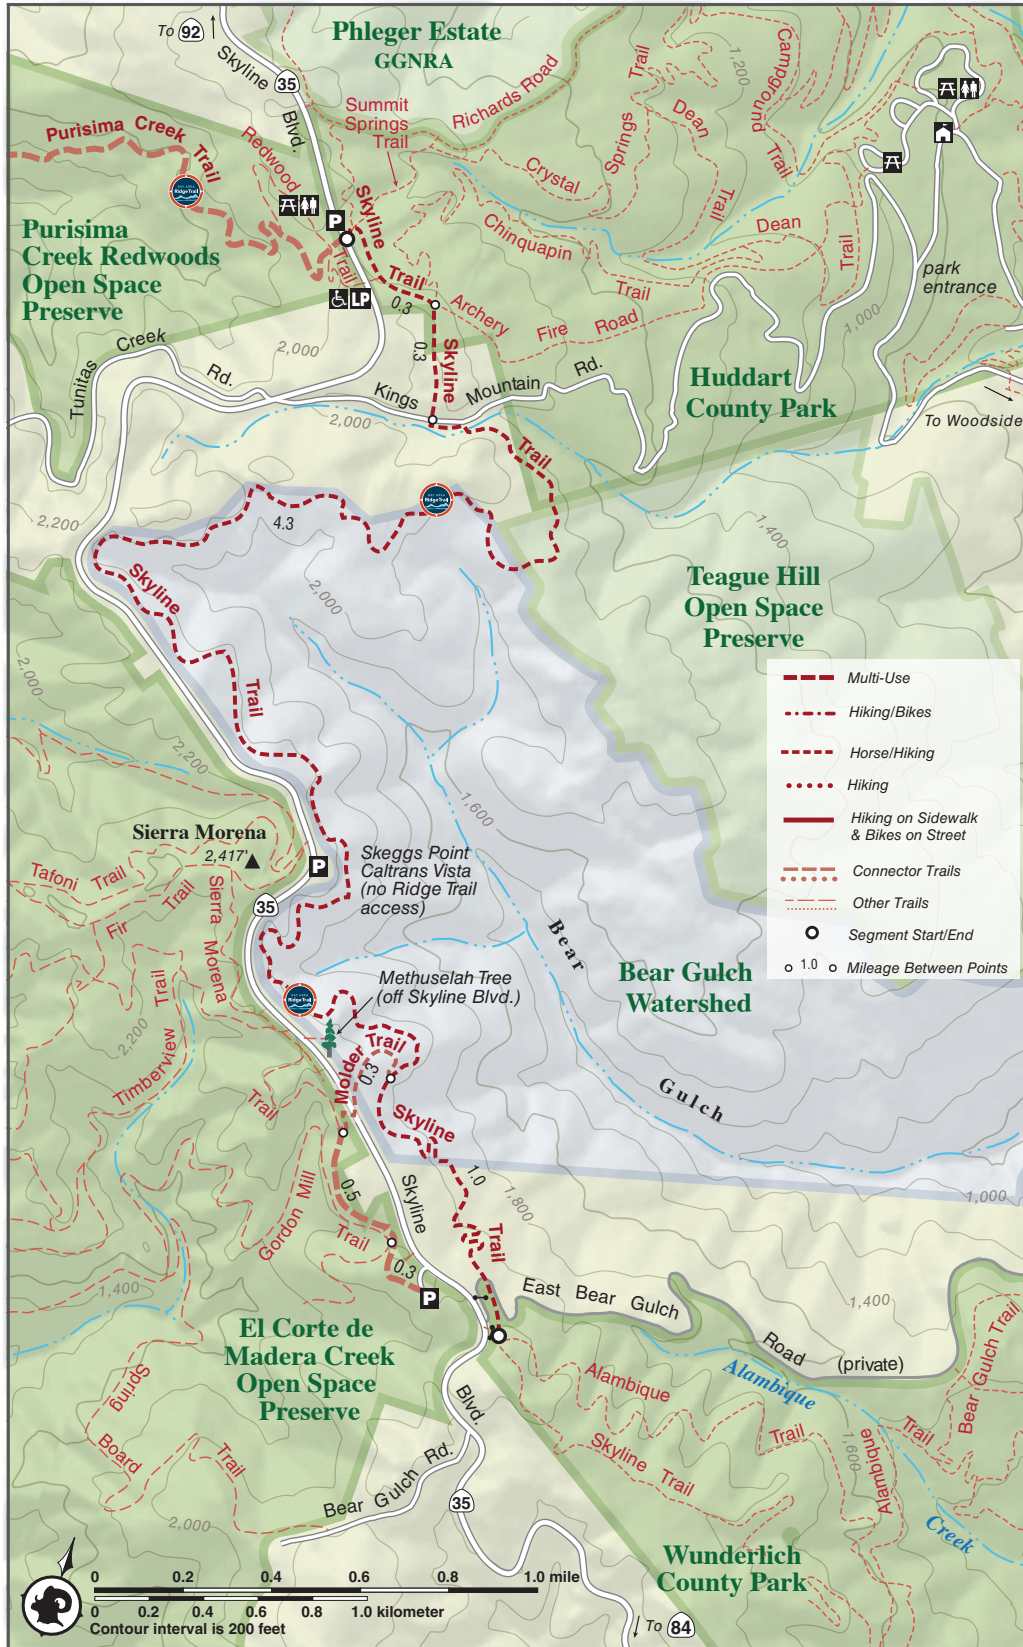 To 92
Skyline
35
Blvd.
Phleger Estate
GGNRA
Richards Road
Summit
Springs
Trail
Purisima Creek
Trail
BAY AREA
Ridge Trail
Redwood
Trail
P
LP
Skyline
Trail
0.3
0.3
Skyline
Crystal
Springs
Trail
Dean
Trail
1,200
Campground
Trail
Chinquapin
Trail
Dean
Trail
Archery
Fire Road
park
entrance
1,000
Purisima
Creek Redwoods
Open Space
Preserve
Tunitas
Creek
Rd.
2,000
Kings
Mountain
Rd.
Huddart
County Park
To Woodside
2,000
Trail
2,200
BAY AREA
Ridge Trail
4.3
1,400
Skyline
2,000
Teague Hill
Open Space
Preserve
2,000
Trail
2,200
Multi-Use
Hiking/Bikes
Horse/Hiking
Hiking
Hiking on Sidewalk
& Bikes on Street
Connector Trails
Other Trails
Segment Start/End
1.0 Mileage Between Points
1,600
Sierra Morena
2,417'
P
Skeggs Point
Caltrans Vista
(no Ridge Trail
access)
Tafoni Trail
Fir Trail
Sierra
Morena
35
Bear
Gulch
Bear Gulch
Watershed
Methuselah Tree
(off Skyline Blvd.)
BAY AREA
Ridge Trail
Trail
Timberview
2,200
Trail
Molder
Trail
0.3
Skyline
1.0
1,800
1,000
Gordon Mill
Trail
0.5
Skyline
0.3
P
Trail
East Bear Gulch
Road (private)
1,400
1,400
El Corte de
Madera Creek
Open Space
Preserve
Alambique
Trail
Alambique
Creek
Bear Gulch Trail
Trail
Alambique
1,600
Skyline Trail
Spring
Board
Trail
Blvd.
Bear Gulch Rd.
35
2,000
Wunderlich
County Park
To 84
0 0.2 0.4 0.6 0.8 1.0 mile
0 0.2 0.4 0.6 0.8 1.0 kilometer
Contour interval is 200 feet